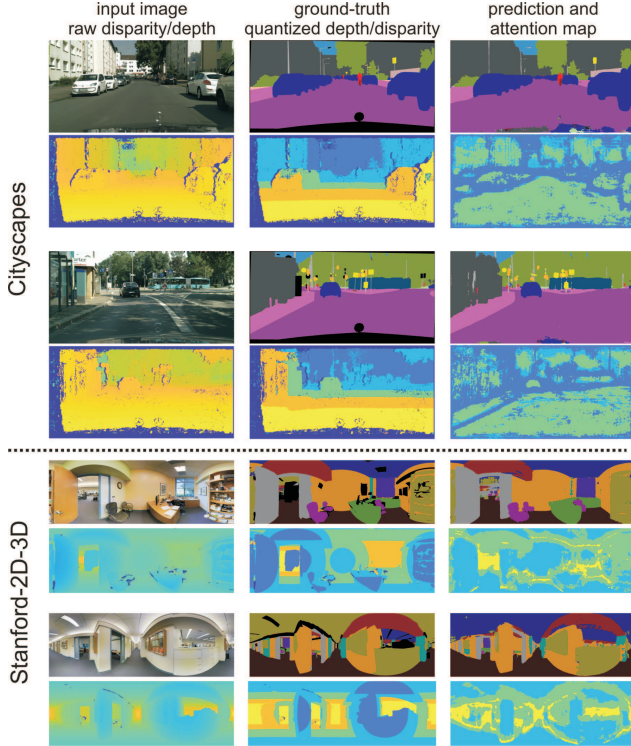 input image
raw disparity/depth
ground-truth
quantized depth/disparity
prediction and
attention map
Cityscapes
Stanford-2D-3D